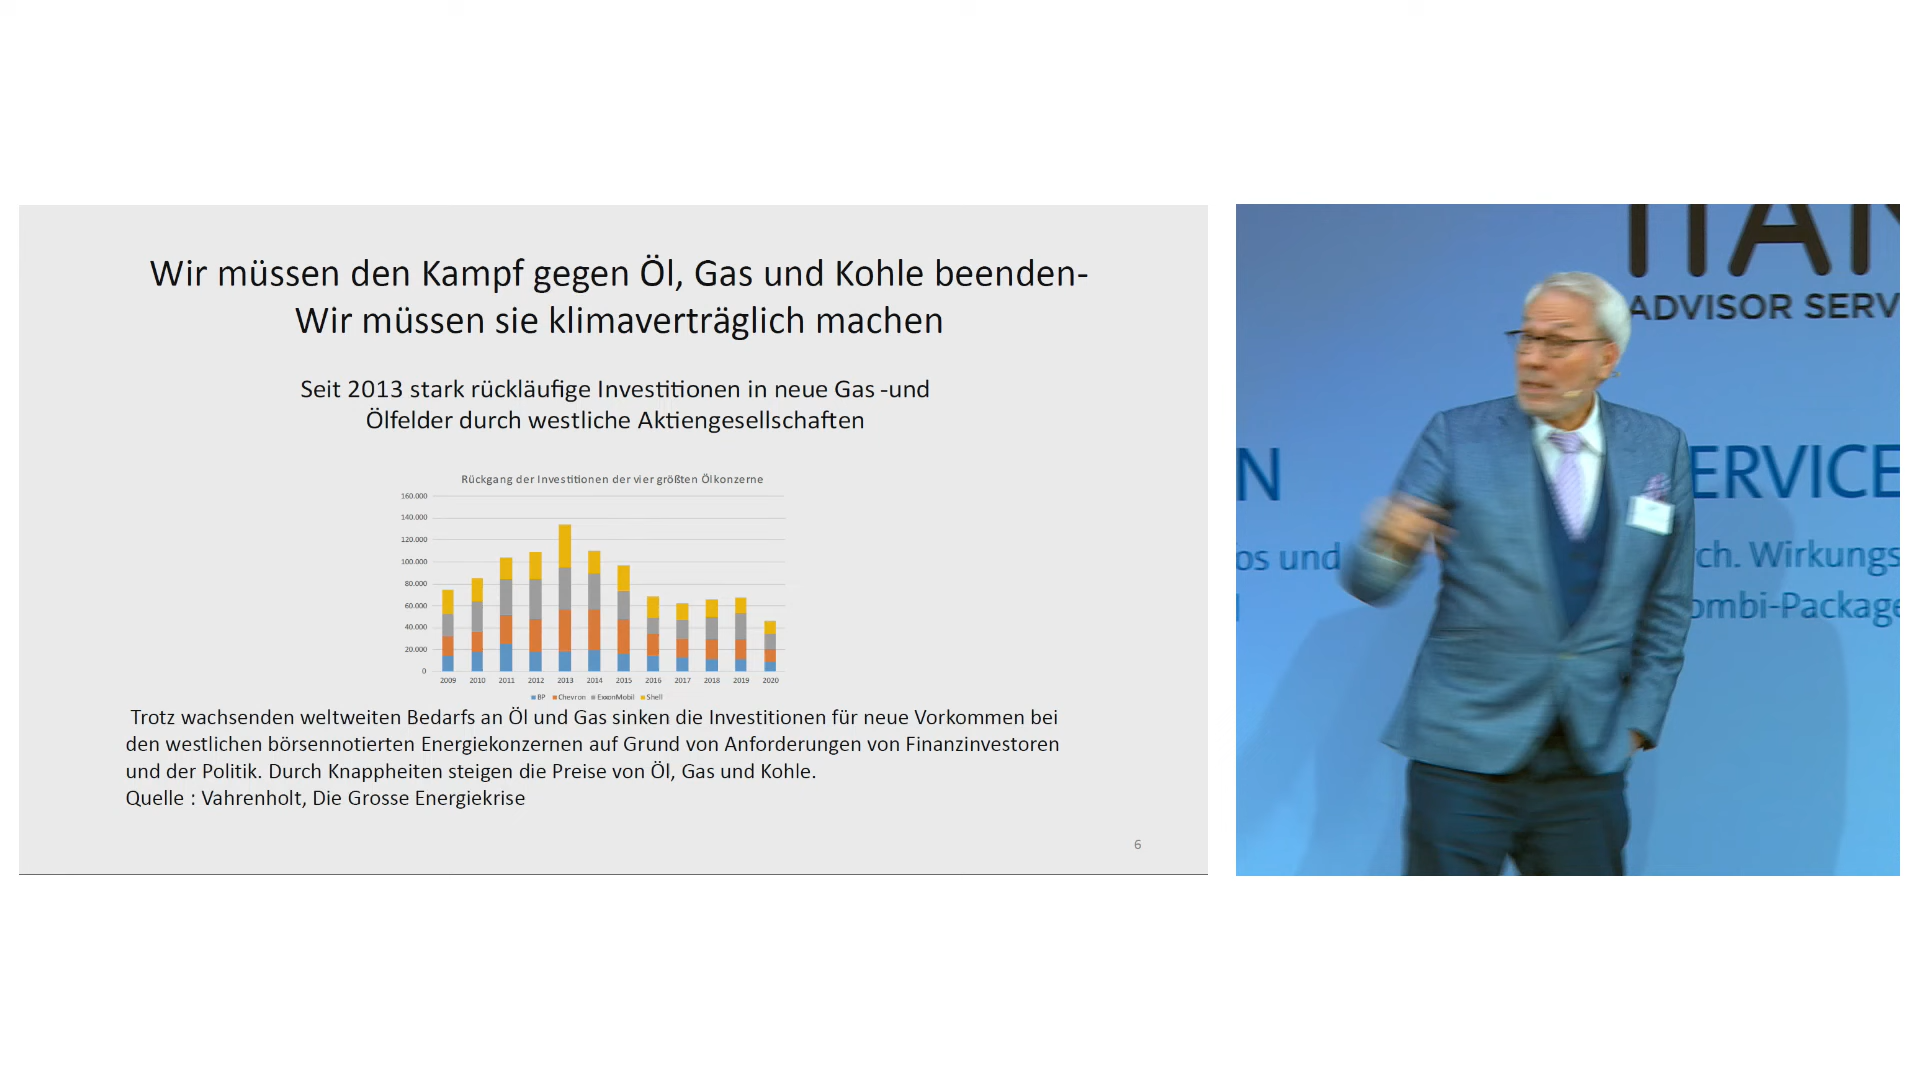 Wir müssen den Kampf gegen Öl, Gas und Kohle beenden-
Wir müssen sie klimaverträglich machen
Seit 2013 stark rückläufige Investitionen in neue Gas -und
Ölfelder durch westliche Aktiengesellschaften
Rückgang der Investitionen der vier größten Ölkonzerne
160.000
140.000
120.000
100.000
80.000
60.000
40.000
20.000
0
2009 2010 2011 2012 2013 2014 2015 2016 2017 2018 2019 2020
BP Chevron ExxonMobil Shell
Trotz wachsenden weltweiten Bedarfs an Öl und Gas sinken die Investitionen für neue Vorkommen bei
den westlichen börsennotierten Energiekonzernen auf Grund von Anforderungen von Finanzinvestoren
und der Politik. Durch Knappheiten steigen die Preise von Öl, Gas und Kohle.
Quelle : Vahrenholt, Die Grosse Energiekrise
6
ADVISOR SERV
N ERVICE
os und rch. Wirkungs
ombi-Package